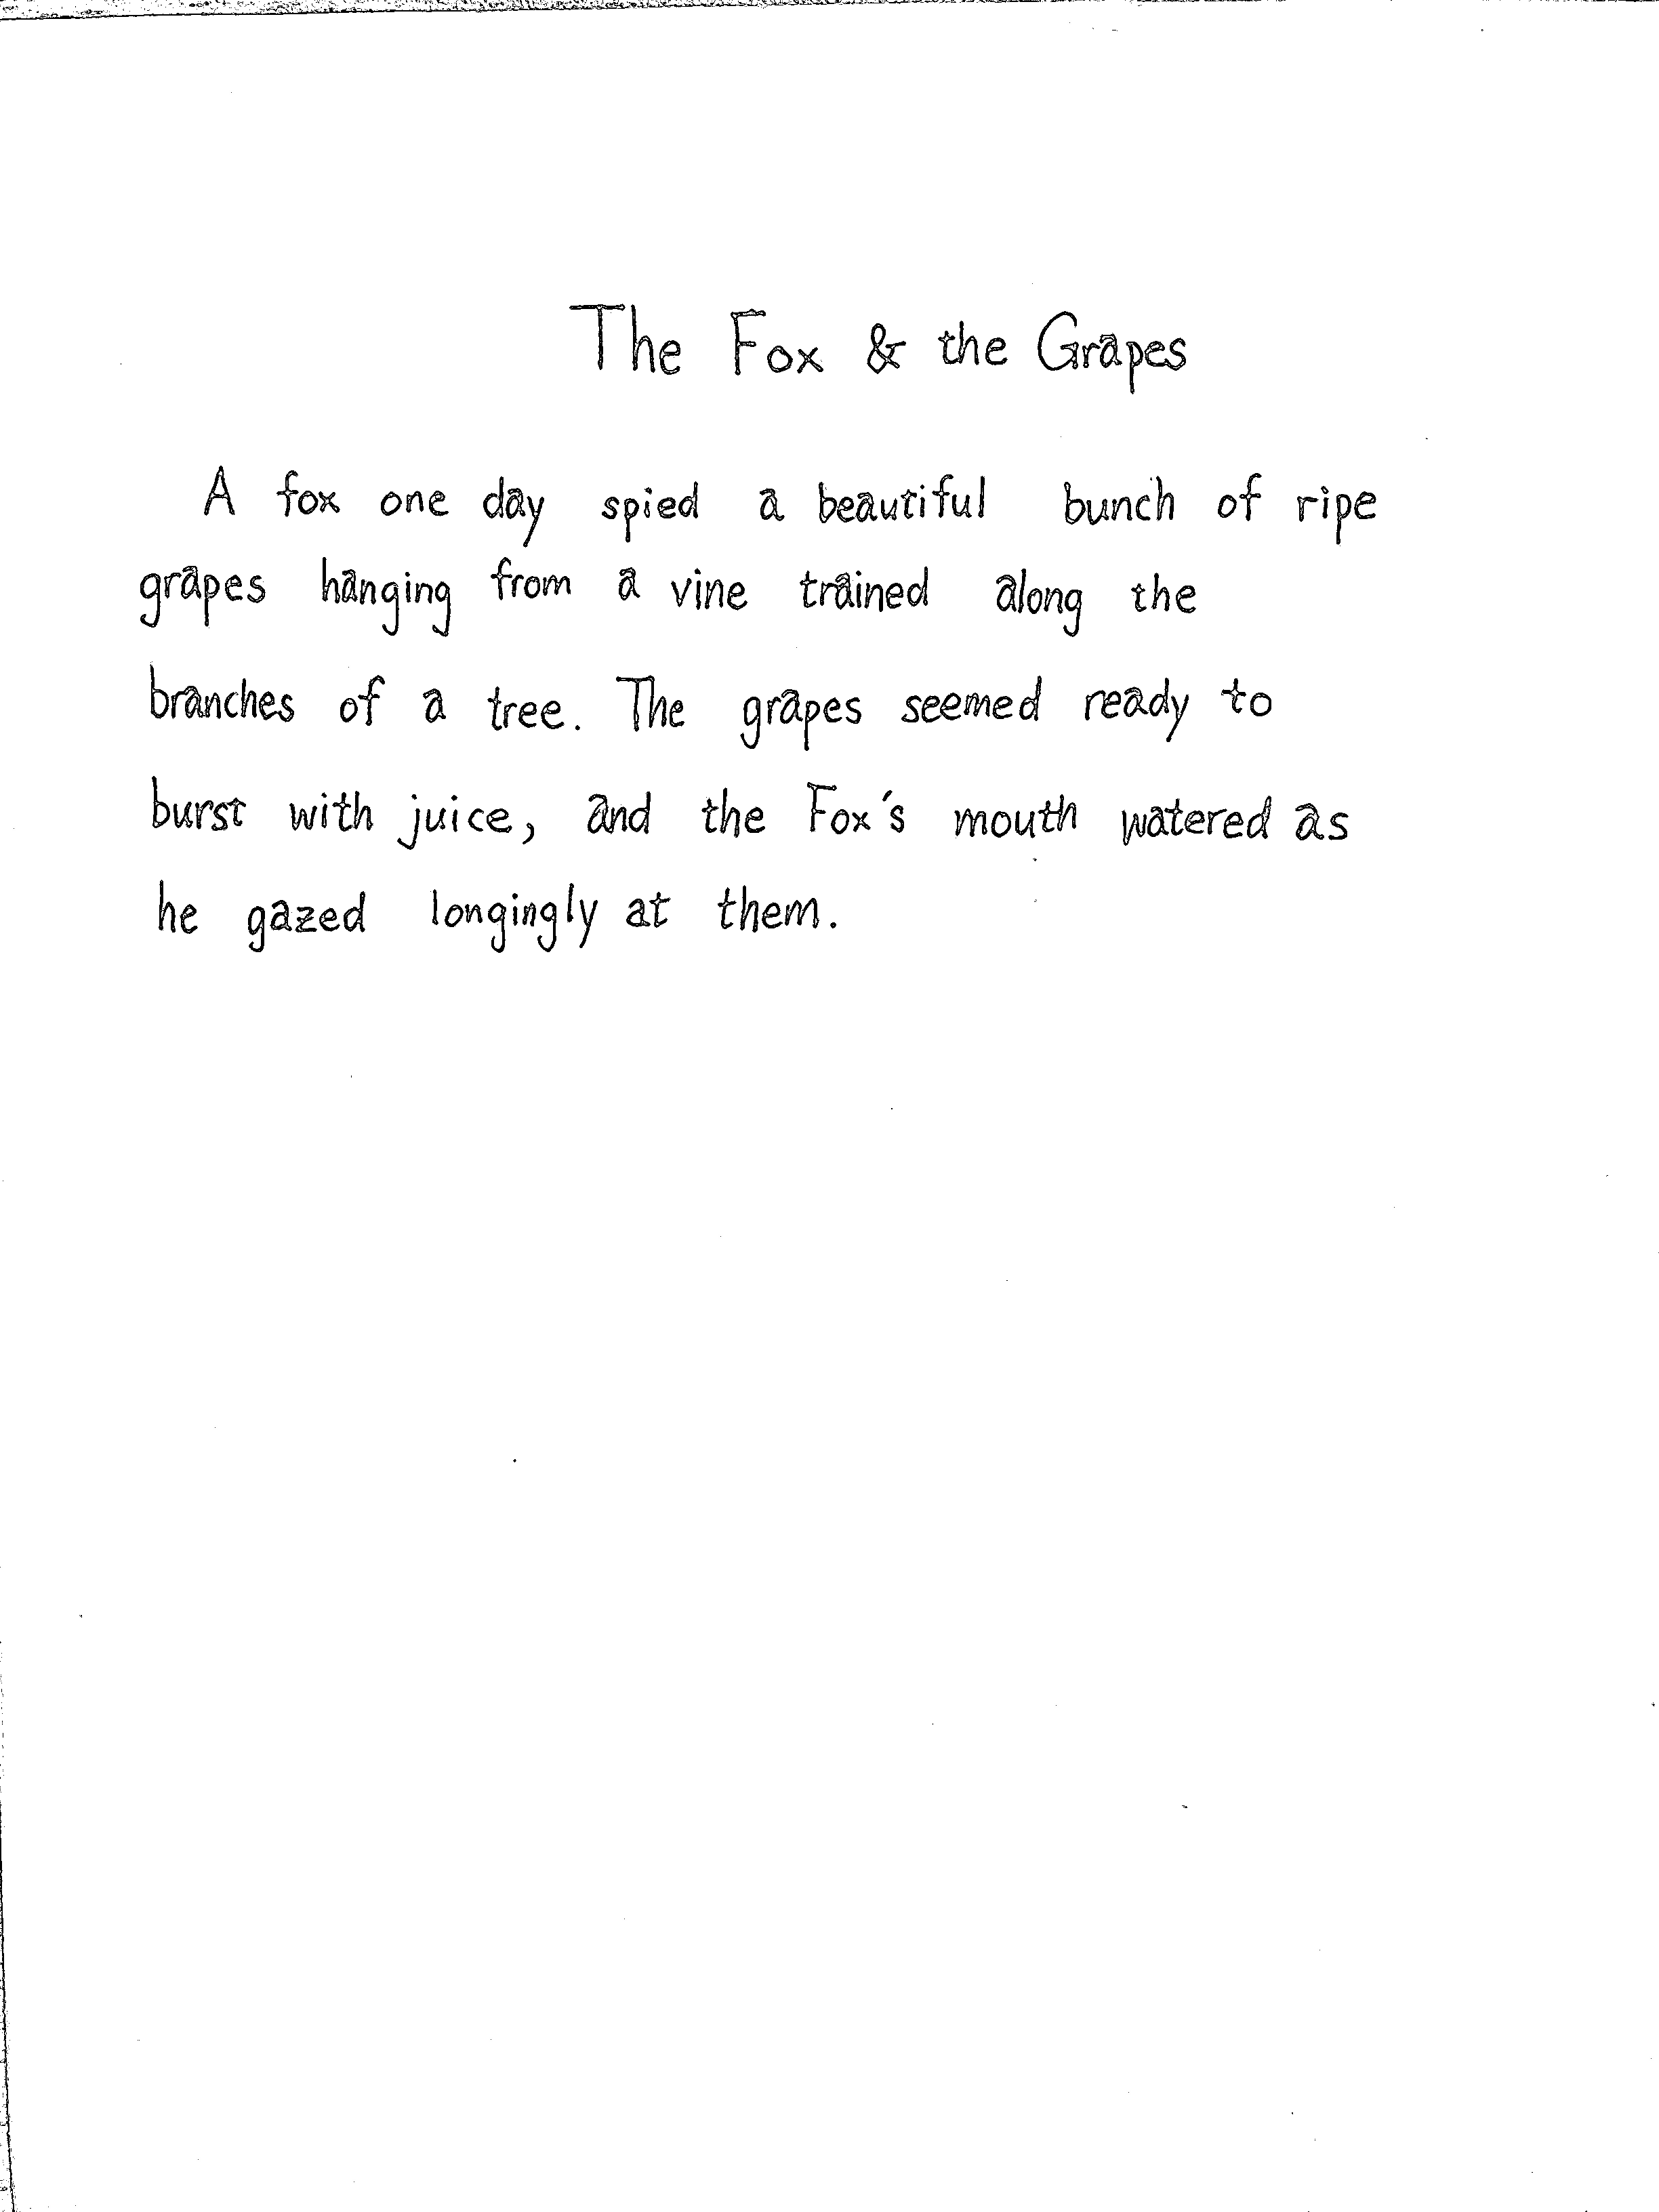 The Fox & the Grapes
A fox one day spied a beautiful bunch of ripe
grapes hanging from a vine trained along the
branches of a tree. The grapes seemed ready to
burst with juice, and the Fox's mouth watered as
he gazed longingly at them.